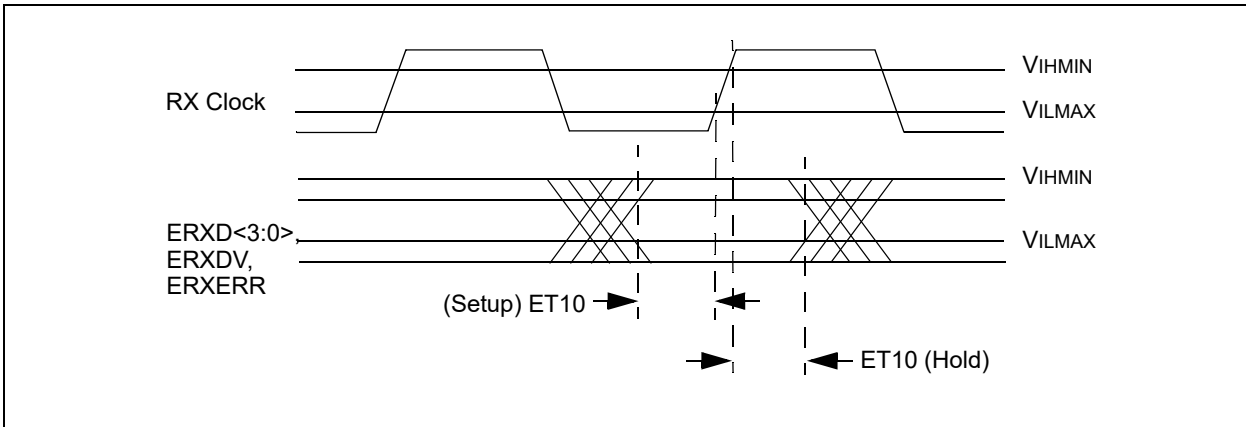 VIHMIN
RX Clock
VILMAX
VIHMIN
ERXD<3:0>,
ERXDV,
ERXERR
VILMAX
(Setup) ET10
ET10 (Hold)